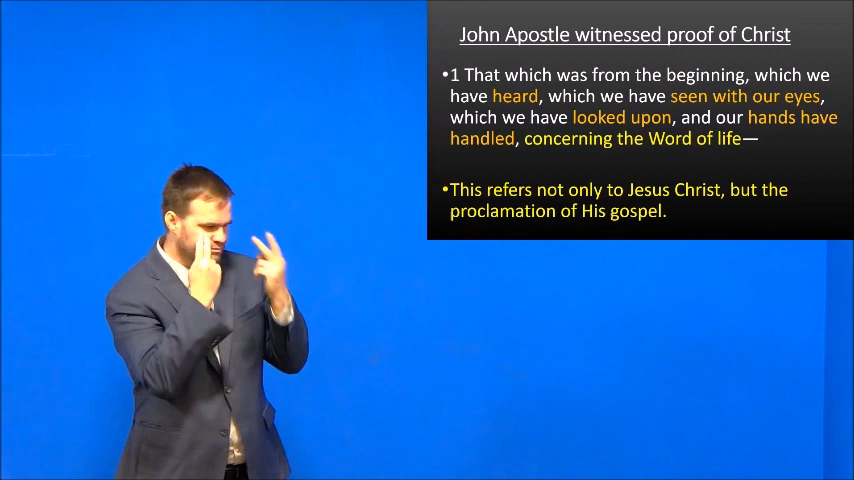 John Apostle witnessed proof of Christ
•1 That which was from the beginning, which we
have heard, which we have seen with our eyes,
which we have looked upon, and our hands have
handled, concerning the Word of life—
•This refers not only to Jesus Christ, but the
proclamation of His gospel.